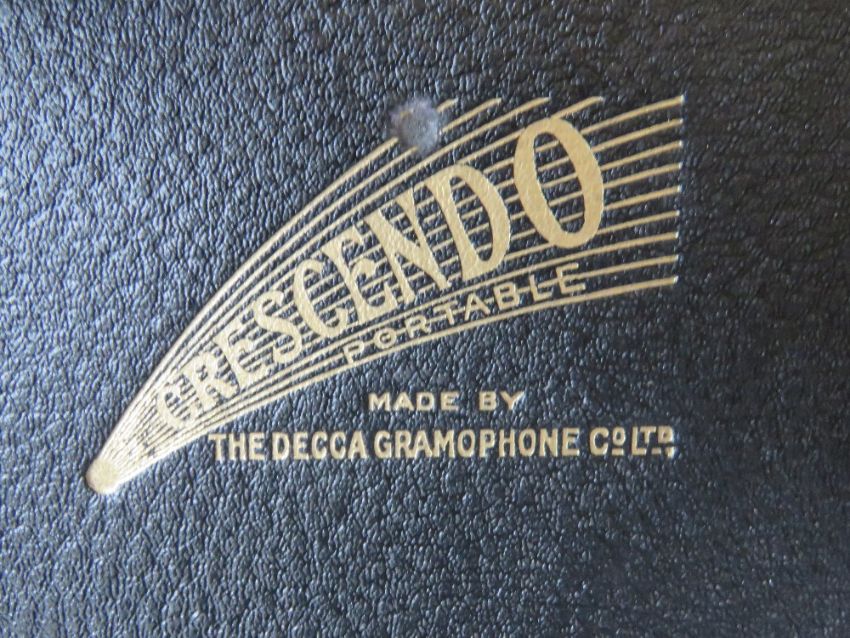 CRESCENDO
PORTABLE
MADE BY
THE DECCA GRAMOPHONE CO LTD,